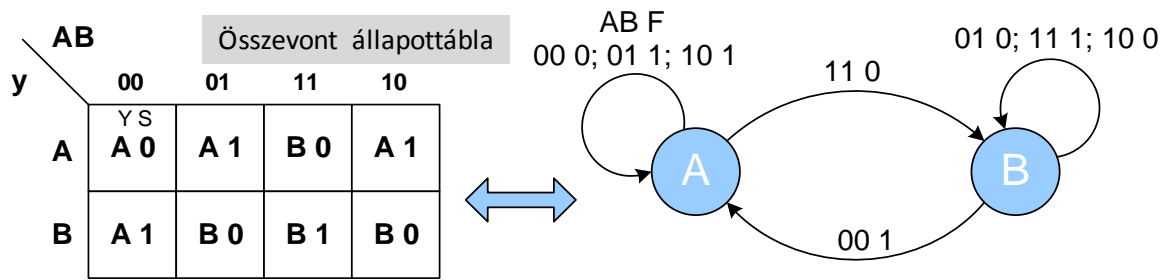 AB
Összevont állapottábla
y
00 01 11 10
Y S
A
A 0 A 1 B 0 A 1
B
A 1 B 0 B 1 B 0
AB F
00 0; 01 1; 10 1
11 0
01 0; 11 1; 10 0
A
B
00 1